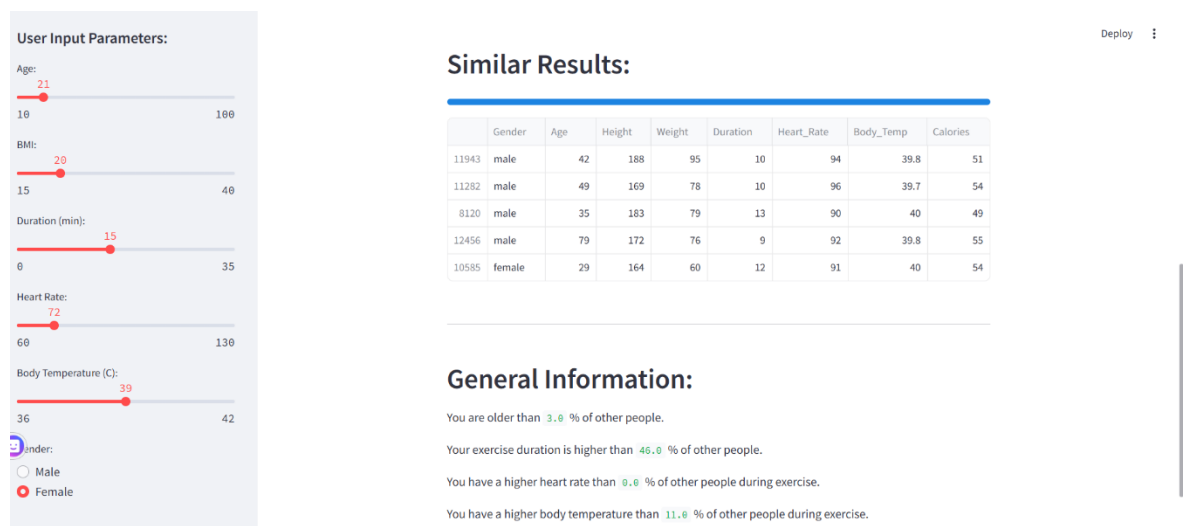 User Input Parameters:
Age:
21
10 100
BMI:
20
15 40
Duration (min):
15
0 35
Heart Rate:
72
60 130
Body Temperature (C):
39
36 42
ender:
Male
Female
Deploy
Similar Results:
Gender Age Height Weight Duration Heart_Rate Body_Temp Calories
11943 male 42 188 95 10 94 39.8 51
11282 male 49 169 78 10 96 39.7 54
8120 male 35 183 79 13 90 40 49
12456 male 79 172 76 9 92 39.8 55
10585 female 29 164 60 12 91 40 54
General Information:
You are older than 3.0 % of other people.
Your exercise duration is higher than 46.0 % of other people.
You have a higher heart rate than 0.0 % of other people during exercise.
You have a higher body temperature than 11.0 % of other people during exercise.